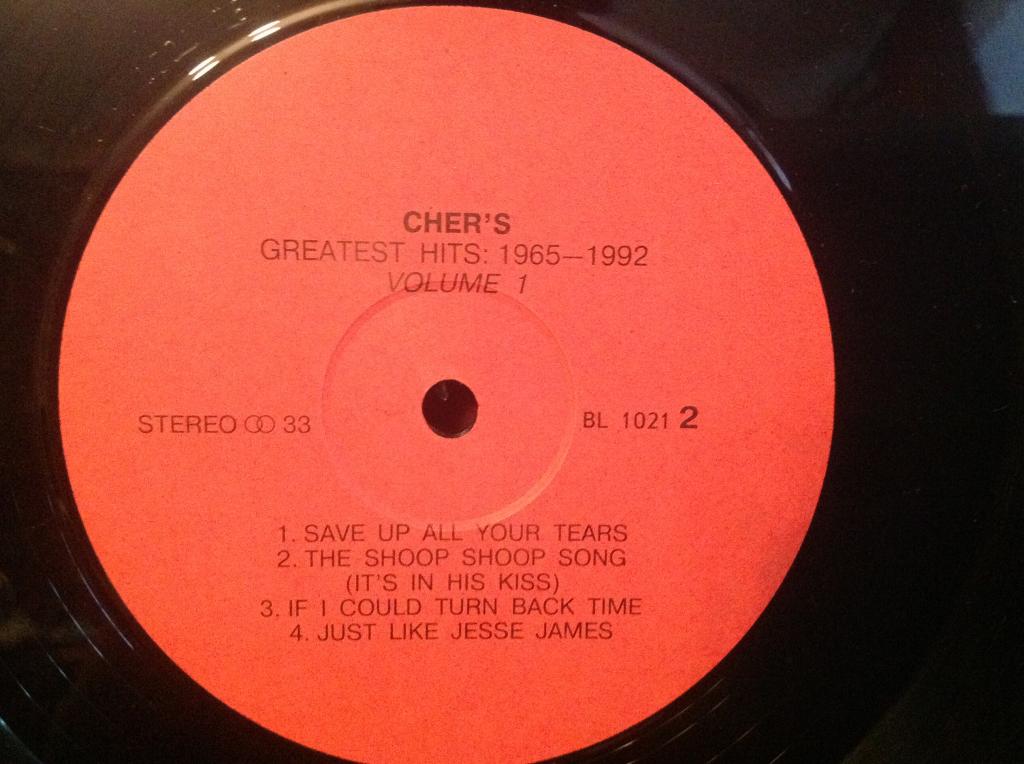 CHER'S
GREATEST HITS: 1965–1992
VOLUME 1
STEREO ꝏ 33
BL 1021 2
1. SAVE UP ALL YOUR TEARS
2. THE SHOOP SHOOP SONG
(IT'S IN HIS KISS)
3. IF I COULD TURN BACK TIME
4. JUST LIKE JESSE JAMES